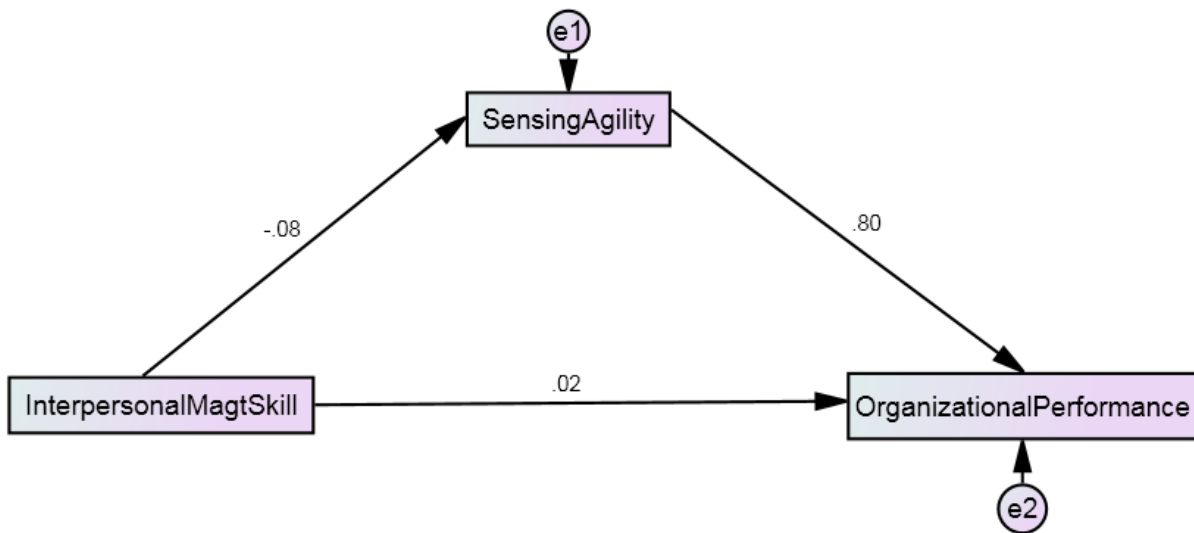 e1
SensingAgility
-.08
.80
InterpersonalMagtSkill
.02
OrganizationalPerformance
e2